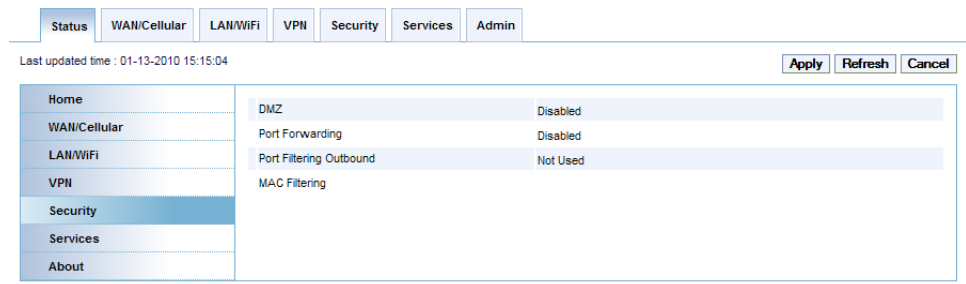 Status WAN/Cellular LAN/WiFi VPN Security Services Admin
Last updated time : 01-13-2010 15:15:04
Apply Refresh Cancel
Home
WAN/Cellular
LAN/WiFi
VPN
Security
Services
About
DMZ Disabled
Port Forwarding Disabled
Port Filtering Outbound Not Used
MAC Filtering